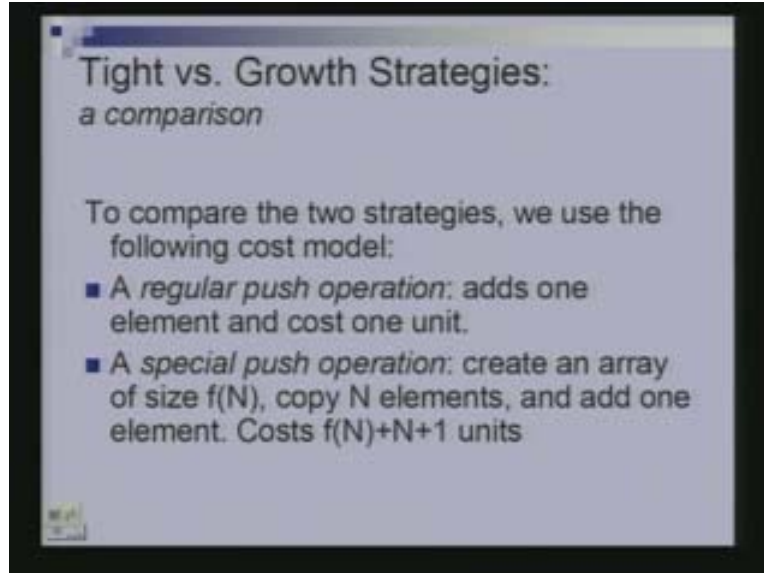 Tight vs. Growth Strategies:
a comparison
To compare the two strategies, we use the
following cost model:
■ A regular push operation: adds one
element and cost one unit.
■ A special push operation: create an array
of size f(N), copy N elements, and add one
element. Costs f(N)+N+1 units